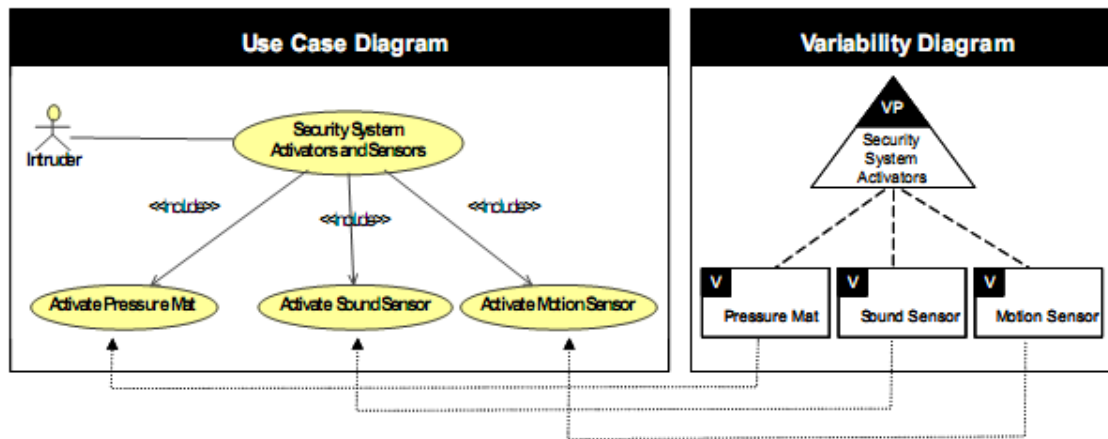 Use Case Diagram
Intruder
Security System
Activators and Sensors
<<include>>
<<include>>
<<include>>
Activate Pressure Mat
Activate Sound Sensor
Activate Motion Sensor
Variability Diagram
VP
Security
System
Activators
V
Pressure Mat
V
Sound Sensor
V
Motion Sensor